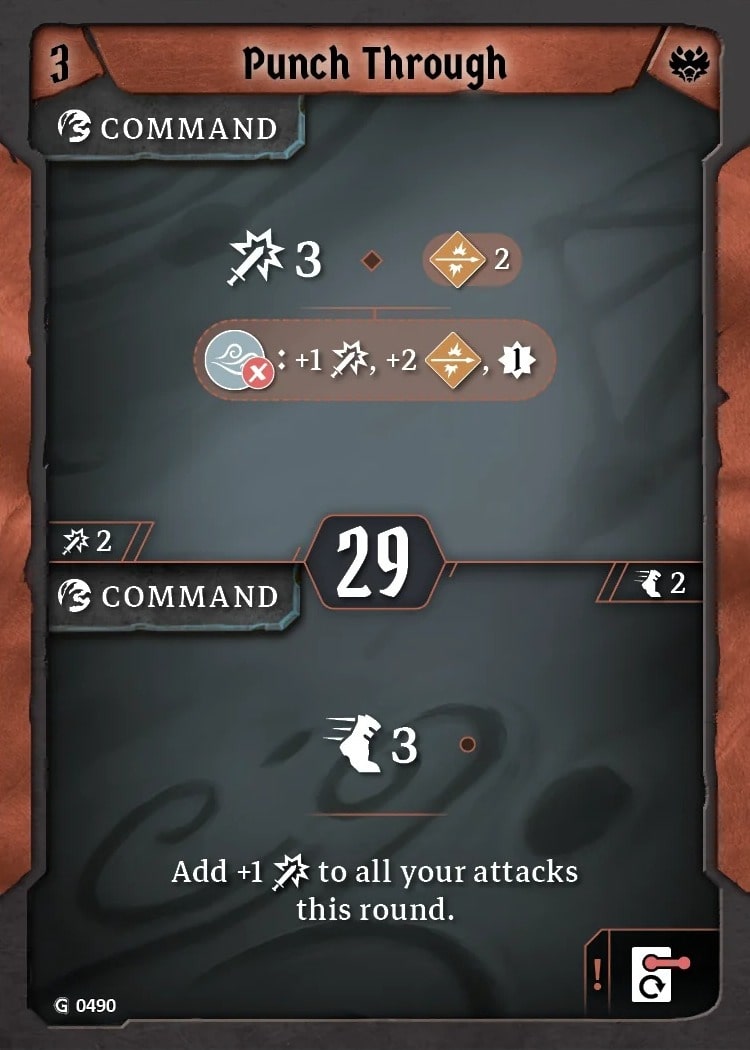 3 Punch Through
COMMAND
3 2
: +1 , +2 , 1
2
29
COMMAND
2
3
Add +1 to all your attacks
this round.
!
G 0490